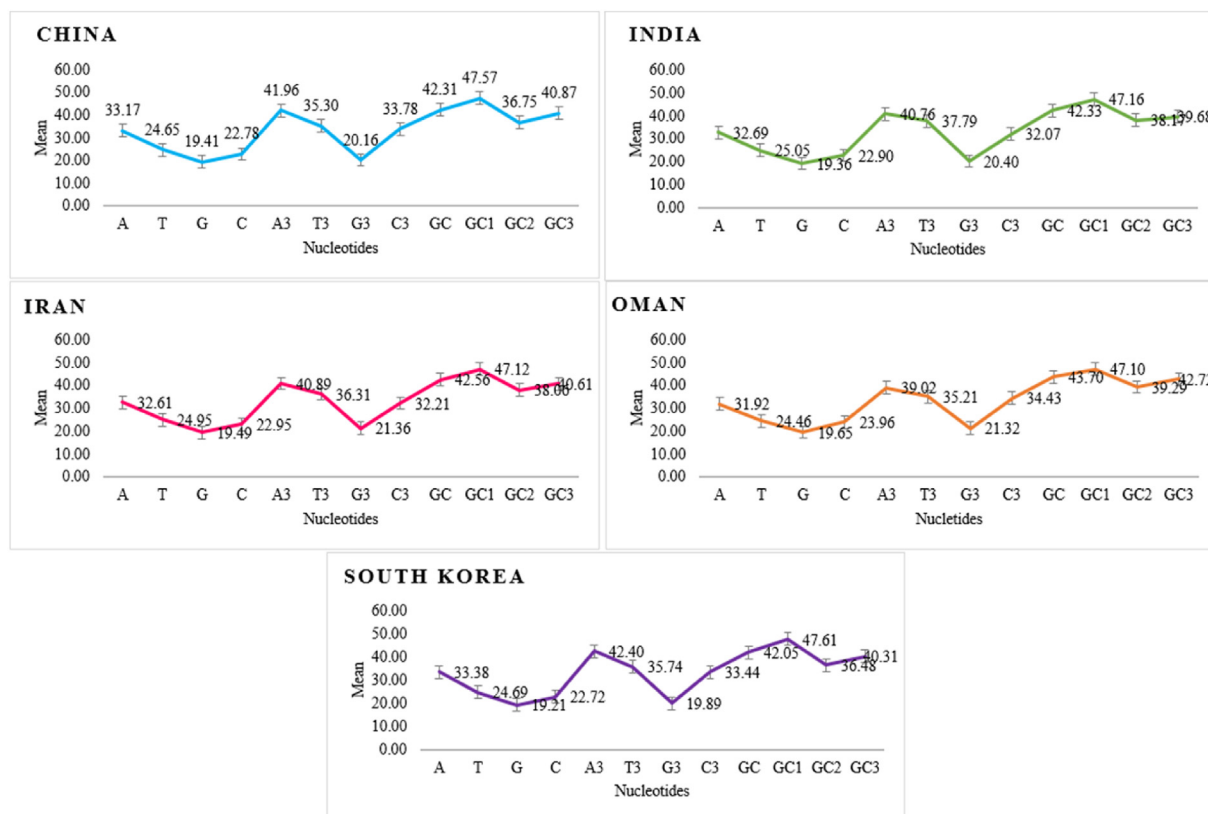 CHINA
60.00
50.00
40.00
30.00
20.00
10.00
0.00
Mean
33.17 24.65 19.41 22.78 41.96 35.30 20.16 33.78 42.31 47.57 36.75 40.87
A T G C A3 T3 G3 C3 GC GC1 GC2 GC3
Nucleotides
INDIA
60.00
50.00
40.00
30.00
20.00
10.00
0.00
Mean
32.69 25.05 19.36 22.90 40.76 37.79 20.40 32.07 42.33 47.16 38.17 39.68
A T G C A3 T3 G3 C3 GC GC1 GC2 GC3
Nucleotides
IRAN
60.00
50.00
40.00
30.00
20.00
10.00
0.00
Mean
32.61 24.95 19.49 22.95 40.89 36.31 21.36 32.21 42.56 47.12 38.06 40.61
A T G C A3 T3 G3 C3 GC GC1 GC2 GC3
Nucleotides
OMAN
60.00
50.00
40.00
30.00
20.00
10.00
0.00
Mean
31.92 24.46 19.65 23.96 39.02 35.21 21.32 34.43 43.70 47.10 39.29
A T G C A3 T3 G3 C3 GC GC1 GC2 GC3
Nucletides
SOUTH KOREA
60.00
50.00
40.00
30.00
20.00
10.00
0.00
Mean
33.38 24.69 19.21 22.72 42.40 35.74 19.89 33.44 42.05 47.61 36.48 40.31
A T G C A3 T3 G3 C3 GC GC1 GC2 GC3
Nucleotides